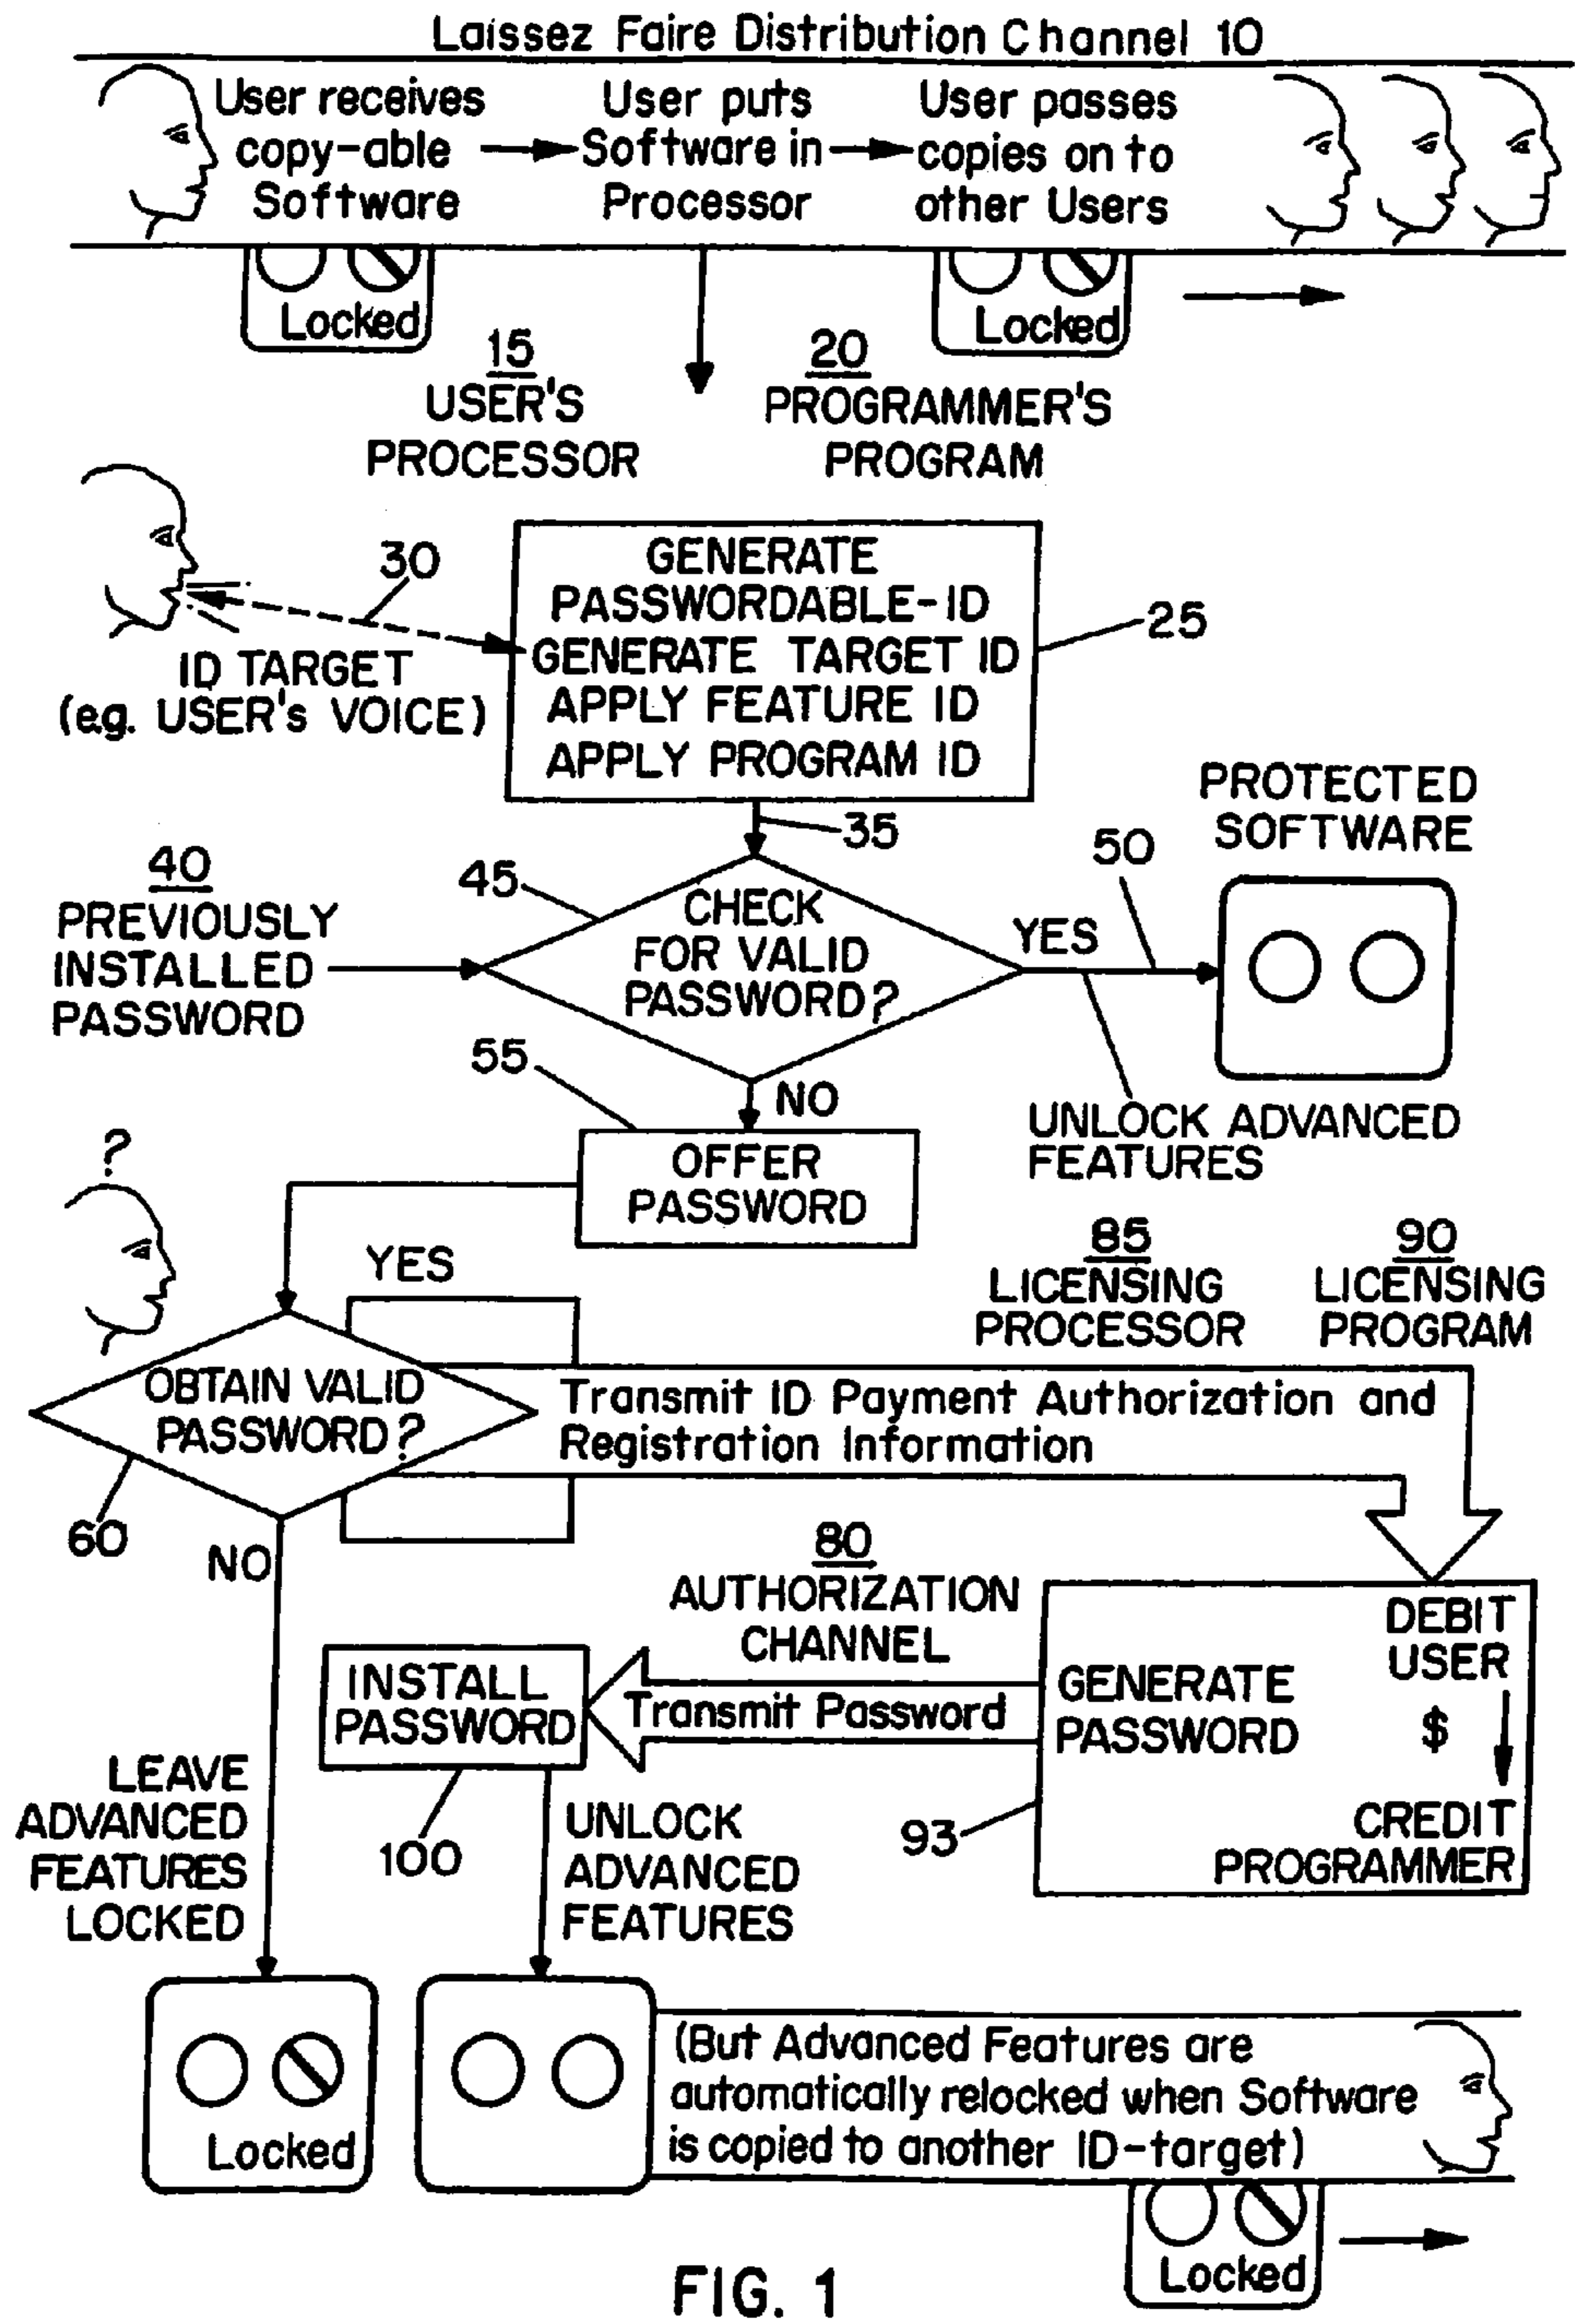 Laissez Faire Distribution Channel 10
User receives
copy-able
Software
User puts
Software in
Processor
User passes
copies on to
other Users
Locked
Locked
15
USER'S
PROCESSOR
20
PROGRAMMER'S
PROGRAM
30
ID TARGET
(e.g. USER's VOICE)
GENERATE
PASSWORDABLE-ID
GENERATE TARGET ID
APPLY FEATURE ID
APPLY PROGRAM ID
25
35
40
PREVIOUSLY
INSTALLED
PASSWORD
45
CHECK
FOR VALID
PASSWORD?
YES
50
PROTECTED
SOFTWARE
UNLOCK ADVANCED
FEATURES
NO
55
OFFER
PASSWORD
?
YES
85
LICENSING
PROCESSOR
90
LICENSING
PROGRAM
OBTAIN VALID
PASSWORD?
Transmit ID Payment Authorization and
Registration Information
60
NO
80
AUTHORIZATION
CHANNEL
DEBIT
USER
$
CREDIT
PROGRAMMER
GENERATE
PASSWORD
93
Transmit Password
INSTALL
PASSWORD
100
LEAVE
ADVANCED
FEATURES
LOCKED
UNLOCK
ADVANCED
FEATURES
Locked
(But Advanced Features are
automatically relocked when Software
is copied to another ID-target)
Locked
FIG. 1